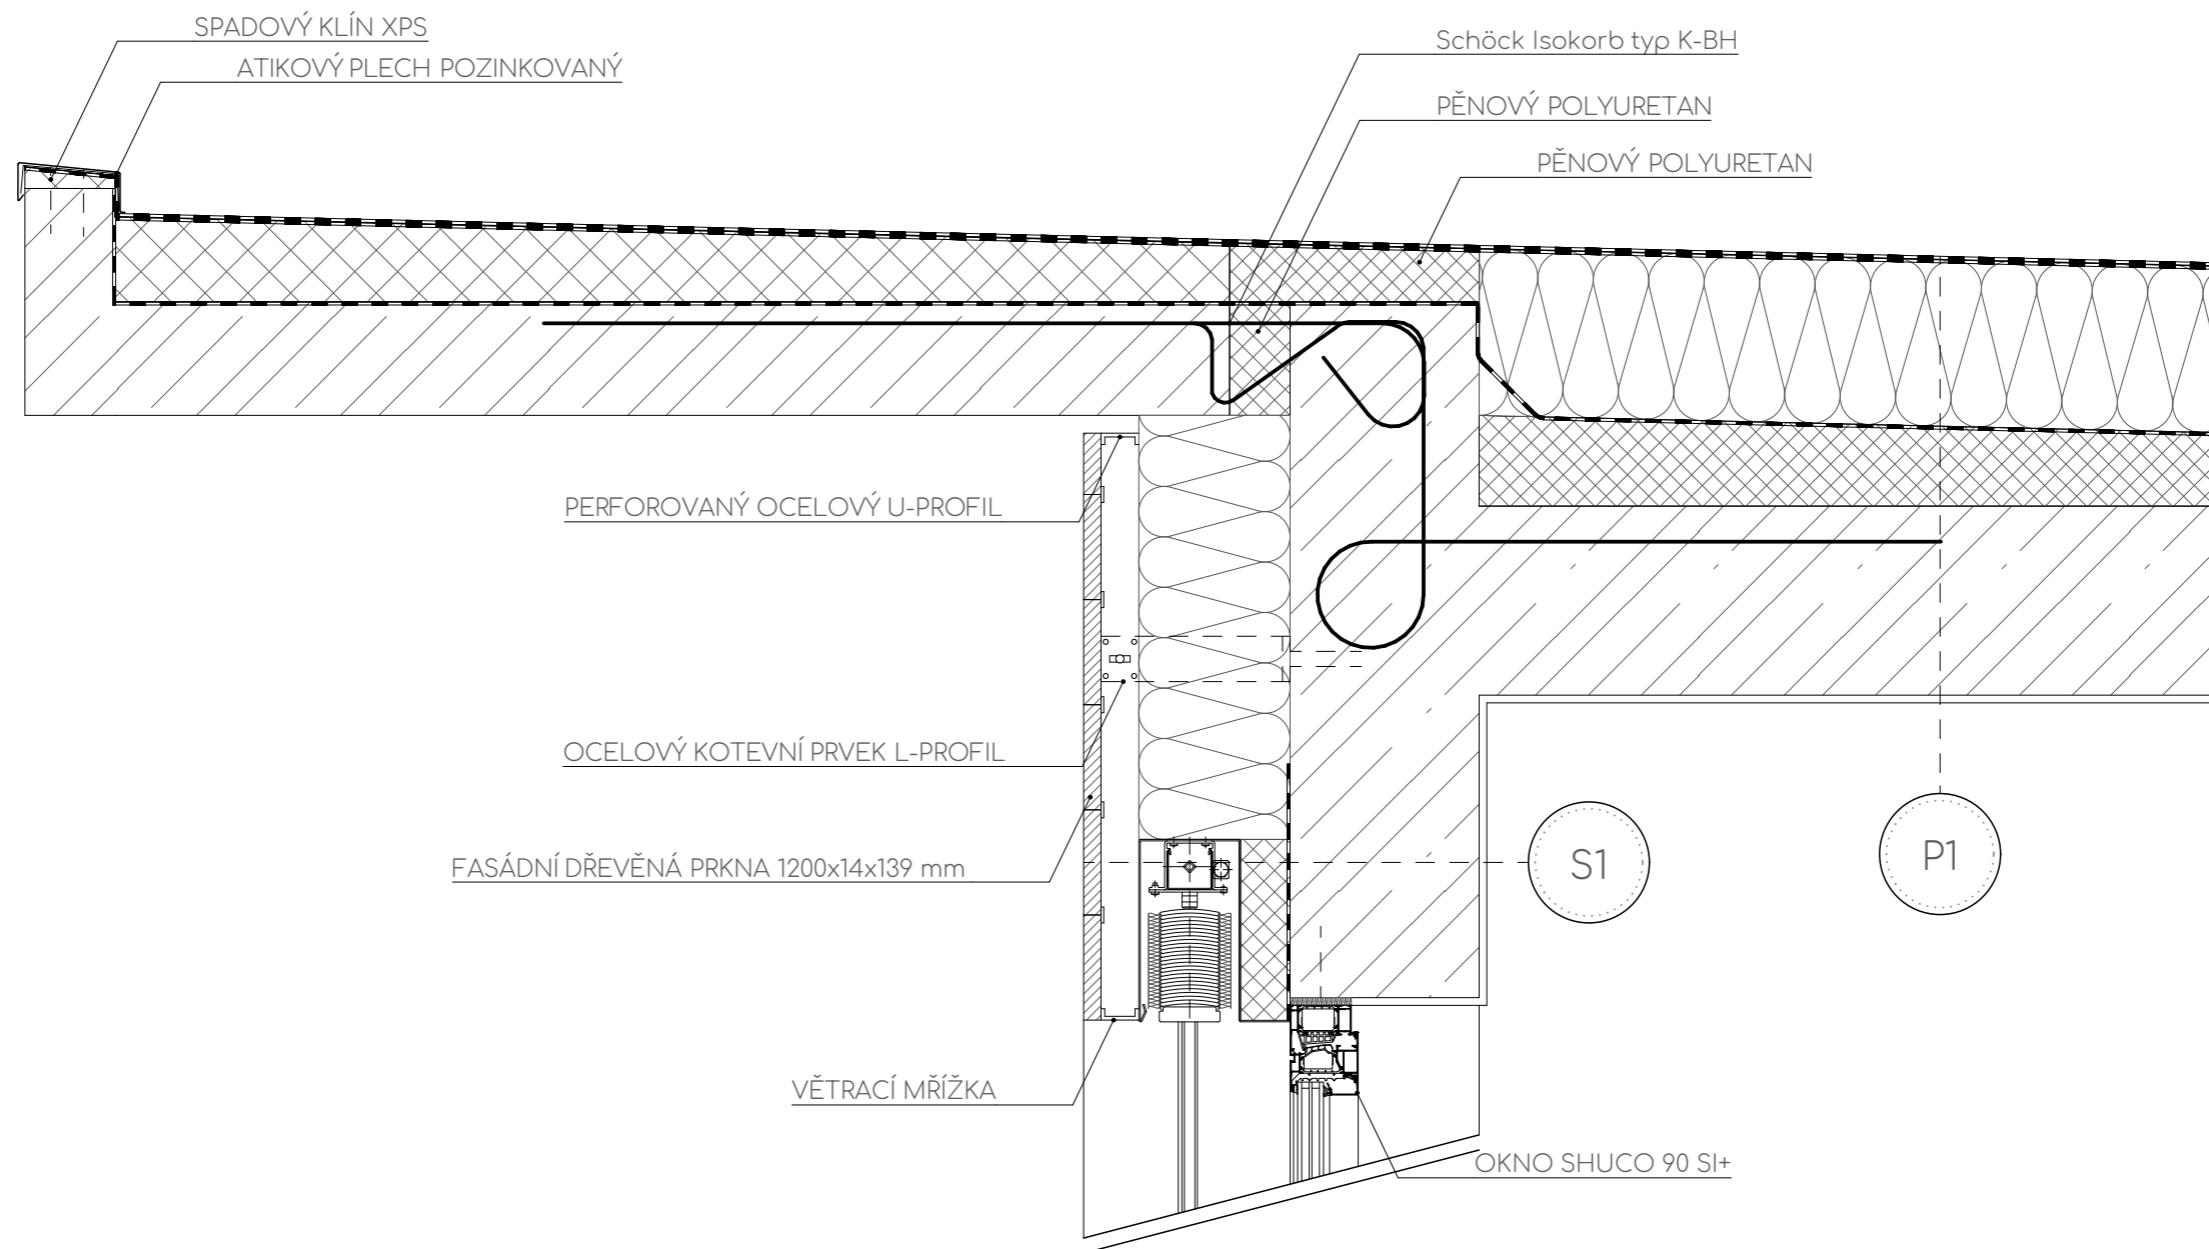 SPADOVÝ KLÍN XPS
ATIKOVÝ PLECH POZINKOVANÝ
Schöck Isokorb typ K-BH
PĚNOVÝ POLYURETAN
PĚNOVÝ POLYURETAN
PERFOROVANÝ OCELOVÝ U-PROFIL
OCELOVÝ KOTEVNÍ PRVEK L-PROFIL
FASÁDNÍ DŘEVĚNÁ PRKNA 1200x14x139 mm
S1
P1
VĚTRACÍ MŘÍŽKA
OKNO SHUCO 90 SI+